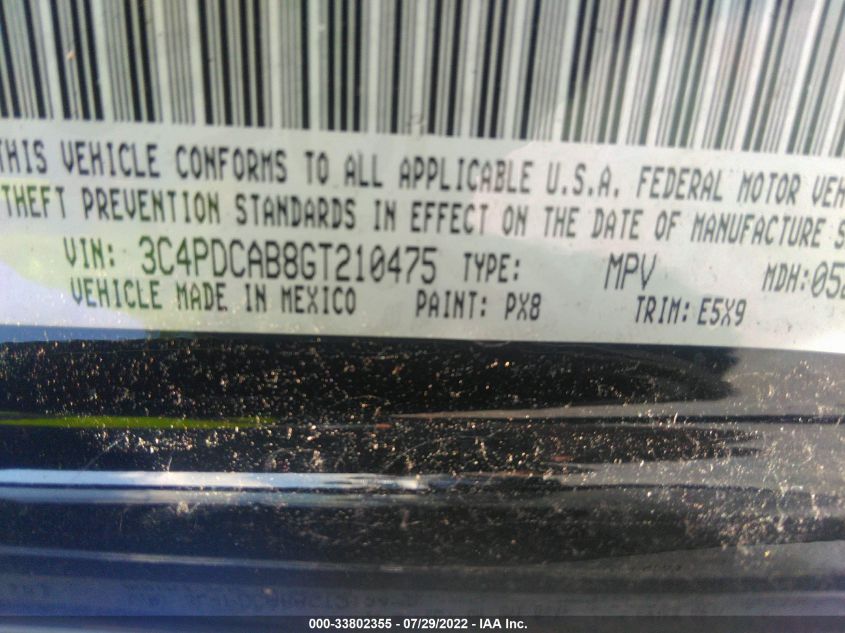 THIS VEHICLE CONFORMS TO ALL APPLICABLE U.S.A. FEDERAL MOTOR VEH
THEFT PREVENTION STANDARDS IN EFFECT ON THE DATE OF MANUFACTURE S
VIN: 3C4PDCAB8GT210475 TYPE: MPV MDH:05
VEHICLE MADE IN MEXICO PAINT: PX8 TRIM: E5X9
000-33802355 - 07/29/2022 - IAA Inc.